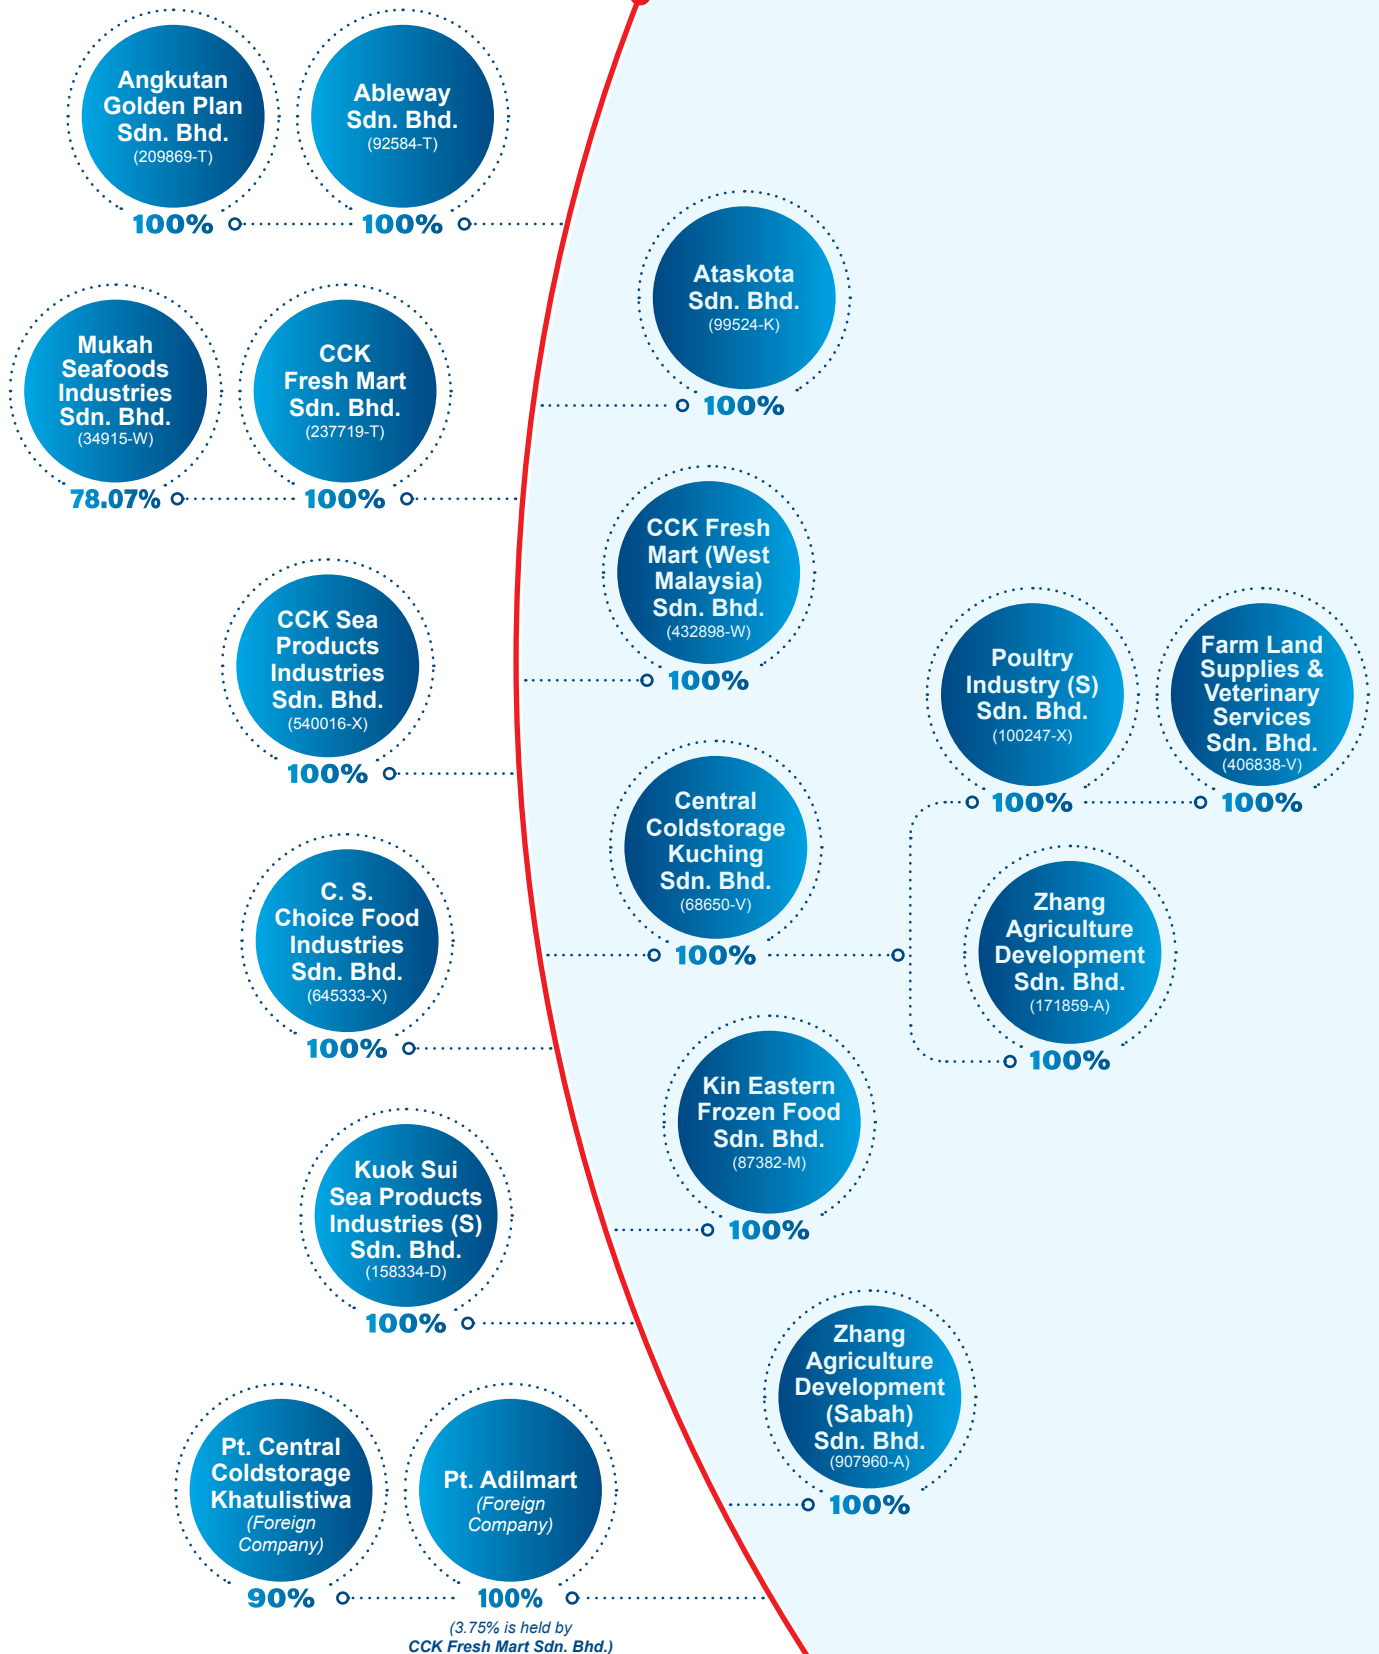 Angkutan
Golden Plan
Sdn. Bhd.
(209869-T)
100%
Ableway
Sdn. Bhd.
(92584-T)
100%
Ataskota
Sdn. Bhd.
(99524-K)
100%
Mukah
Seafoods
Industries
Sdn. Bhd.
(34915-W)
78.07%
CCK
Fresh Mart
Sdn. Bhd.
(237719-T)
100%
CCK Fresh
Mart (West
Malaysia)
Sdn. Bhd.
(432898-W)
100%
CCK Sea
Products
Industries
Sdn. Bhd.
(540016-X)
100%
Poultry
Industry (S)
Sdn. Bhd.
(100247-X)
100%
Farm Land
Supplies &
Veterinary
Services
Sdn. Bhd.
(406838-V)
100%
Central
Coldstorage
Kuching
Sdn. Bhd.
(68650-V)
100%
C. S.
Choice Food
Industries
Sdn. Bhd.
(645333-X)
100%
Zhang
Agriculture
Development
Sdn. Bhd.
(171859-A)
100%
Kin Eastern
Frozen Food
Sdn. Bhd.
(87382-M)
100%
Kuok Sui
Sea Products
Industries (S)
Sdn. Bhd.
(158334-D)
100%
Zhang
Agriculture
Development
(Sabah)
Sdn. Bhd.
(907960-A)
100%
Pt. Central
Coldstorage
Khatulistiwa
(Foreign
Company)
90%
Pt. Adilmart
(Foreign
Company)
100%
(3.75% is held by
CCK Fresh Mart Sdn. Bhd.)